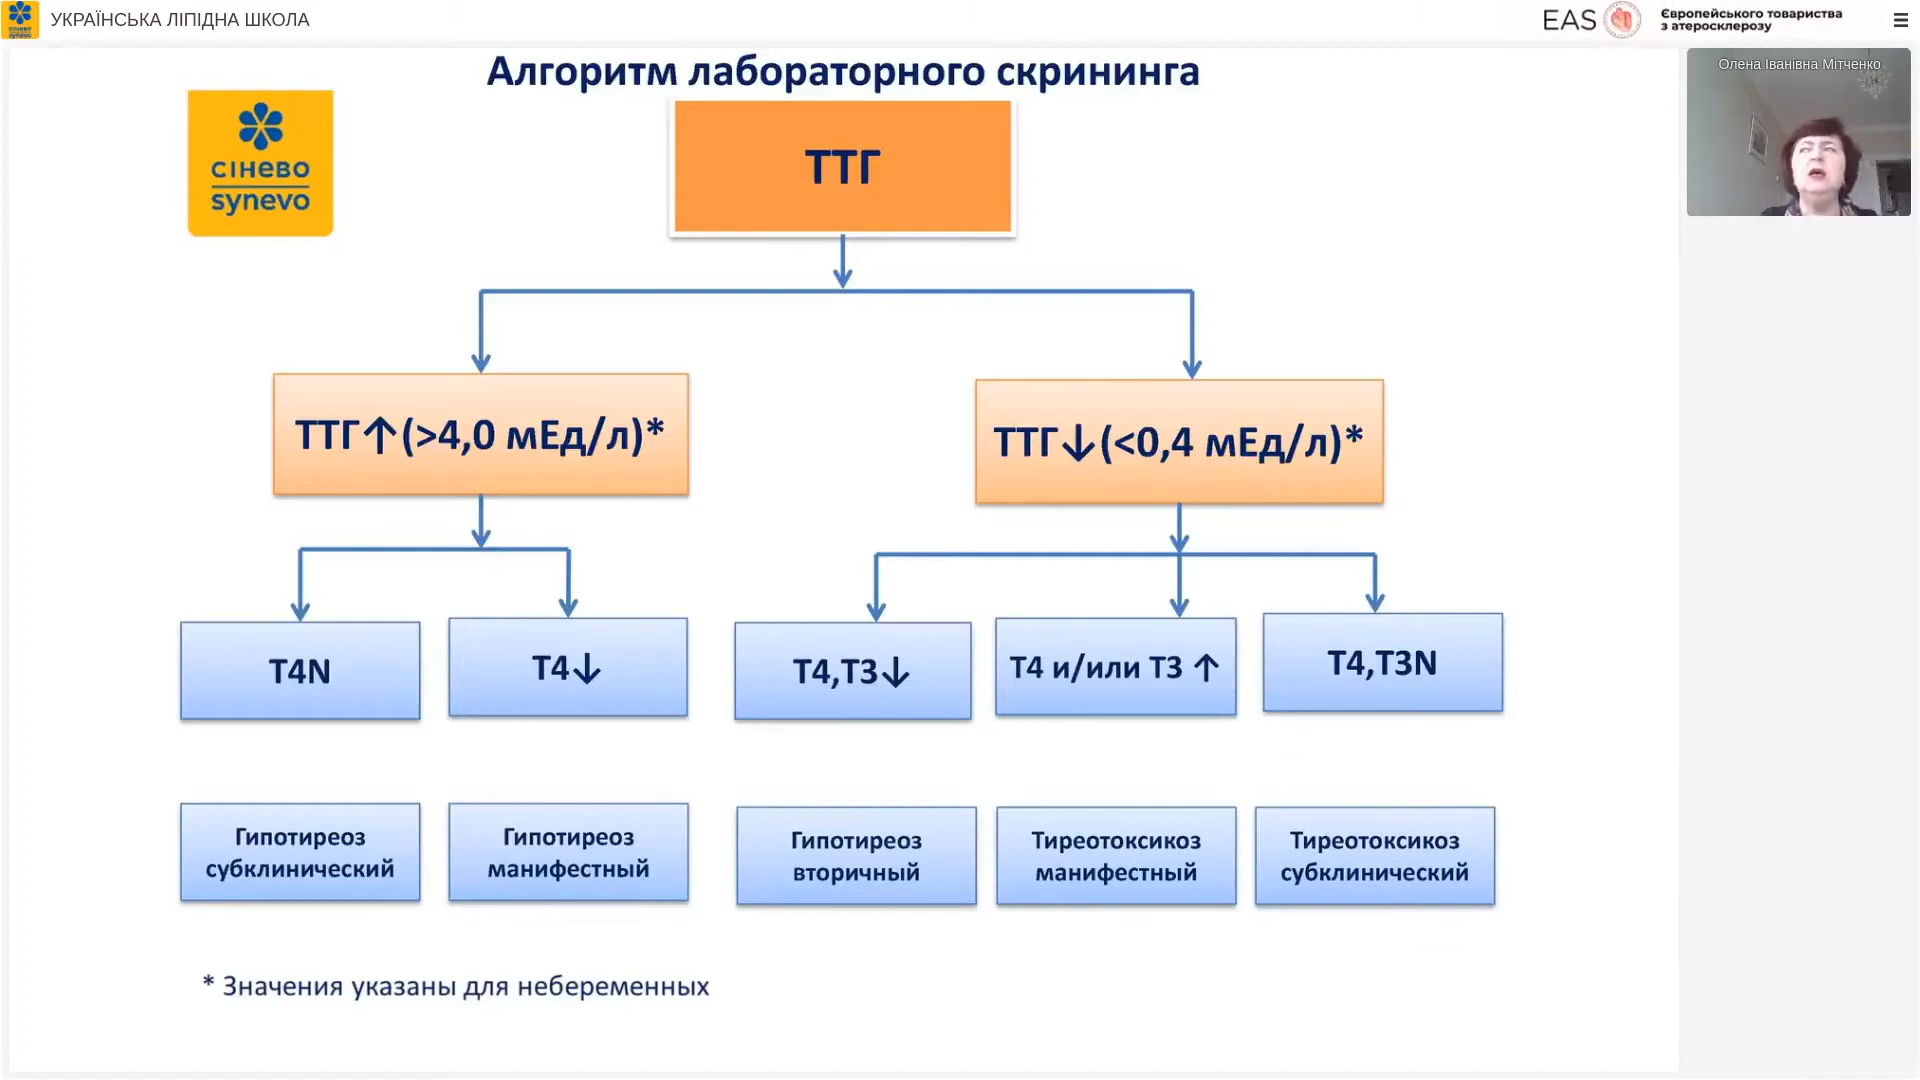 УКРАЇНСЬКА ЛІПІДНА ШКОЛА
EAS
Європейського товариства
з атеросклерозу
Олена Іванівна Мітченко
Алгоритм лабораторного скрининга
сінево
synevo
ТТГ
ТТГ↑(>4,0 мЕд/л)*
ТТГ↓(<0,4 мЕд/л)*
Т4N
Т4↓
Т4,Т3↓
Т4 и/или Т3 ↑
Т4,Т3N
Гипотиреоз
субклинический
Гипотиреоз
манифестный
Гипотиреоз
вторичный
Тиреотоксикоз
манифестный
Тиреотоксикоз
субклинический
* Значения указаны для небеременных